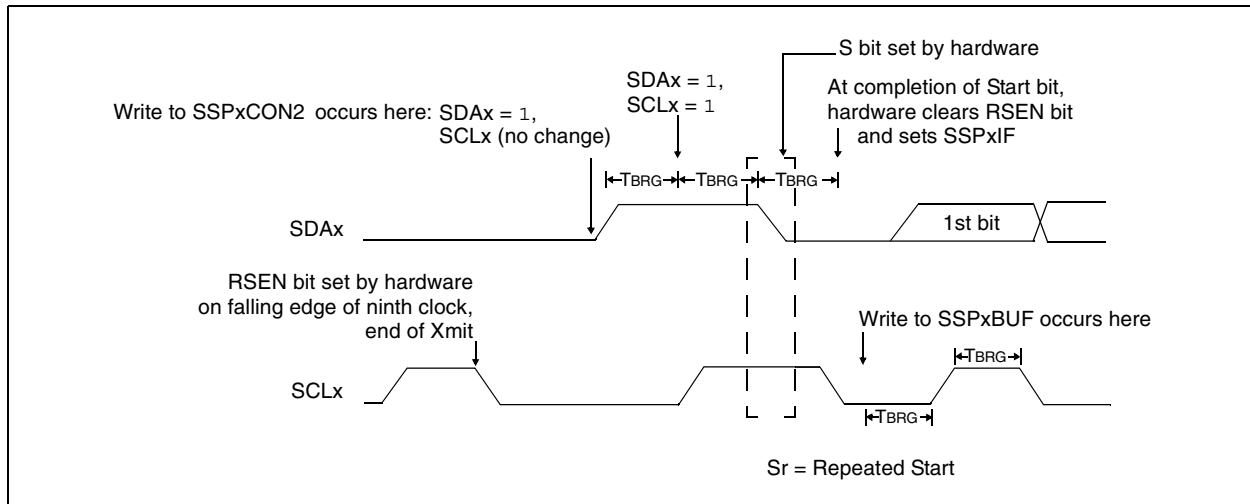 S bit set by hardware
SDAx = 1,
SCLx = 1
At completion of Start bit,
hardware clears RSEN bit
and sets SSPxIF
Write to SSPxCON2 occurs here: SDAx = 1,
SCLx (no change)
TBRG TBRG TBRG
SDAx
1st bit
RSEN bit set by hardware
on falling edge of ninth clock,
end of Xmit
Write to SSPxBUF occurs here
TBRG
SCLx
TBRG
Sr = Repeated Start